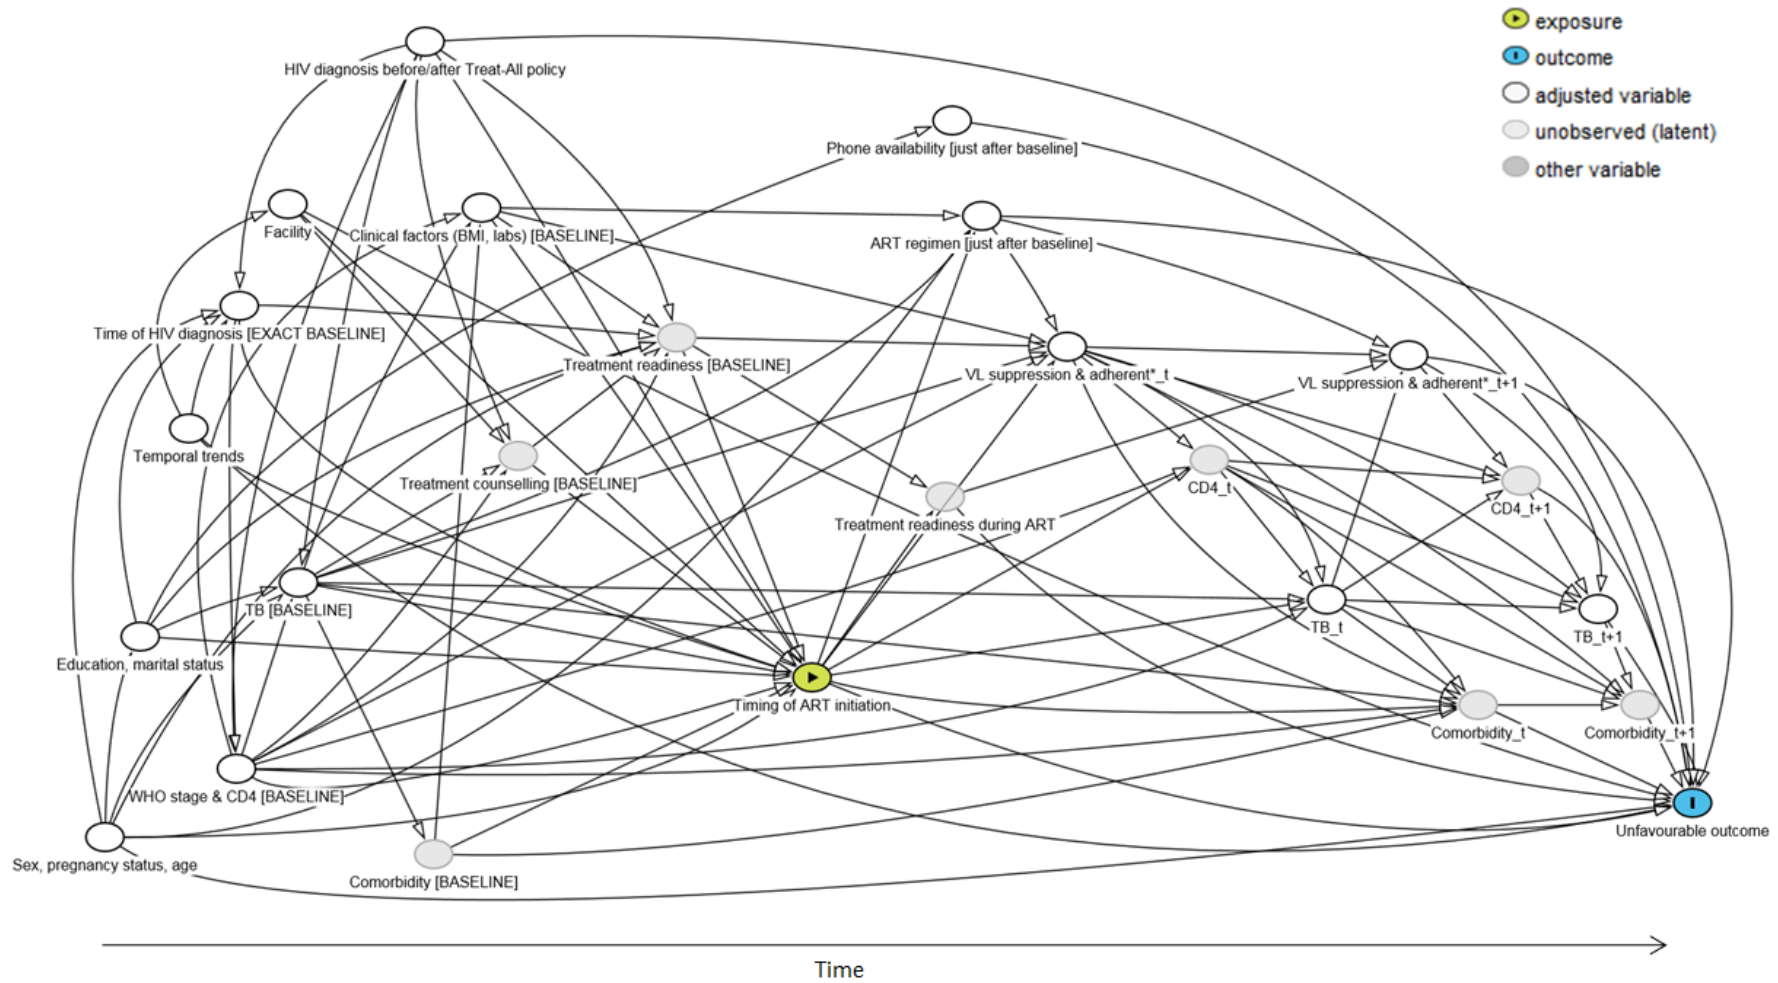 exposure
outcome
adjusted variable
unobserved (latent)
other variable
HIV diagnosis before/after Treat-All policy
Phone availability [just after baseline]
Facility
Clinical factors (BMI, labs) [BASELINE]
ART regimen [just after baseline]
Time of HIV diagnosis [EXACT BASELINE]
Treatment readiness [BASELINE]
VL suppression & adherent*_t
VL suppression & adherent*_t+1
Temporal trends
Treatment counselling [BASELINE]
CD4_t
CD4_t+1
Treatment readiness during ART
TB [BASELINE]
TB_t
TB_t+1
Education, marital status
Timing of ART initiation
Comorbidity_t
Comorbidity_t+1
WHO stage & CD4 [BASELINE]
Unfavourable outcome
Sex, pregnancy status, age
Comorbidity [BASELINE]
Time